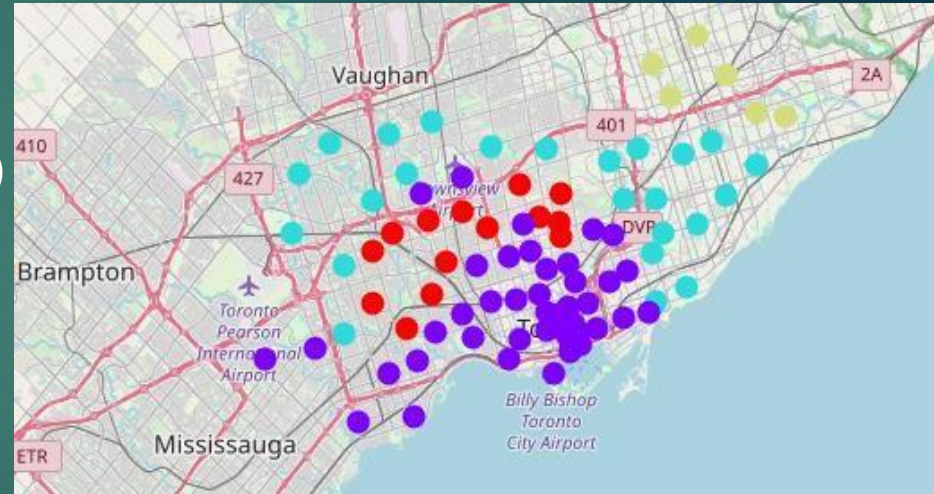 Vaughan
2A
401
410
427
DVP
Brampton
Toronto
Pearson
International
Airport
Billy Bishop
Toronto
City Airport
Mississauga
ETR